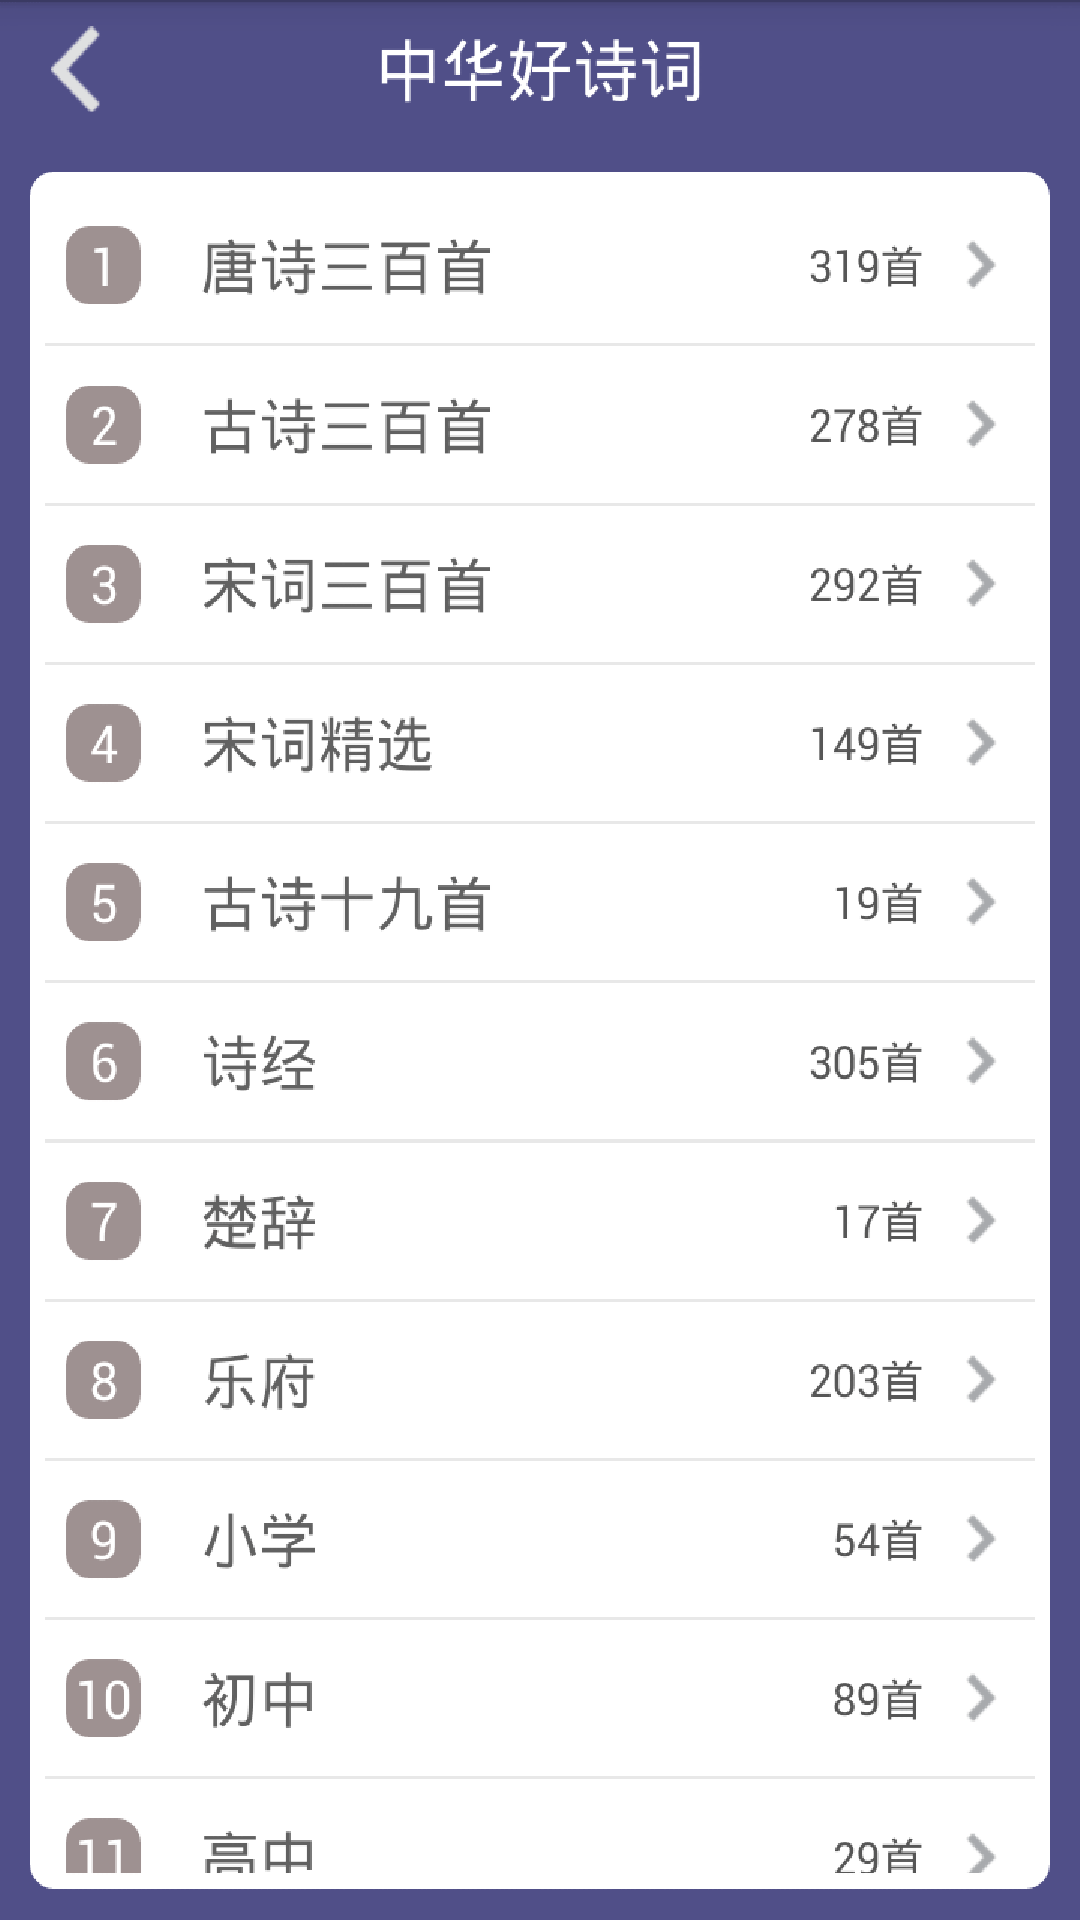 中华好诗词
1 唐诗三百首 319首
2 古诗三百首 278首
3 宋词三百首 292首
4 宋词精选 149首
5 古诗十九首 19首
6 诗经 305首
7 楚辞 17首
8 乐府 203首
9 小学 54首
10 初中 89首
11 高中 29首